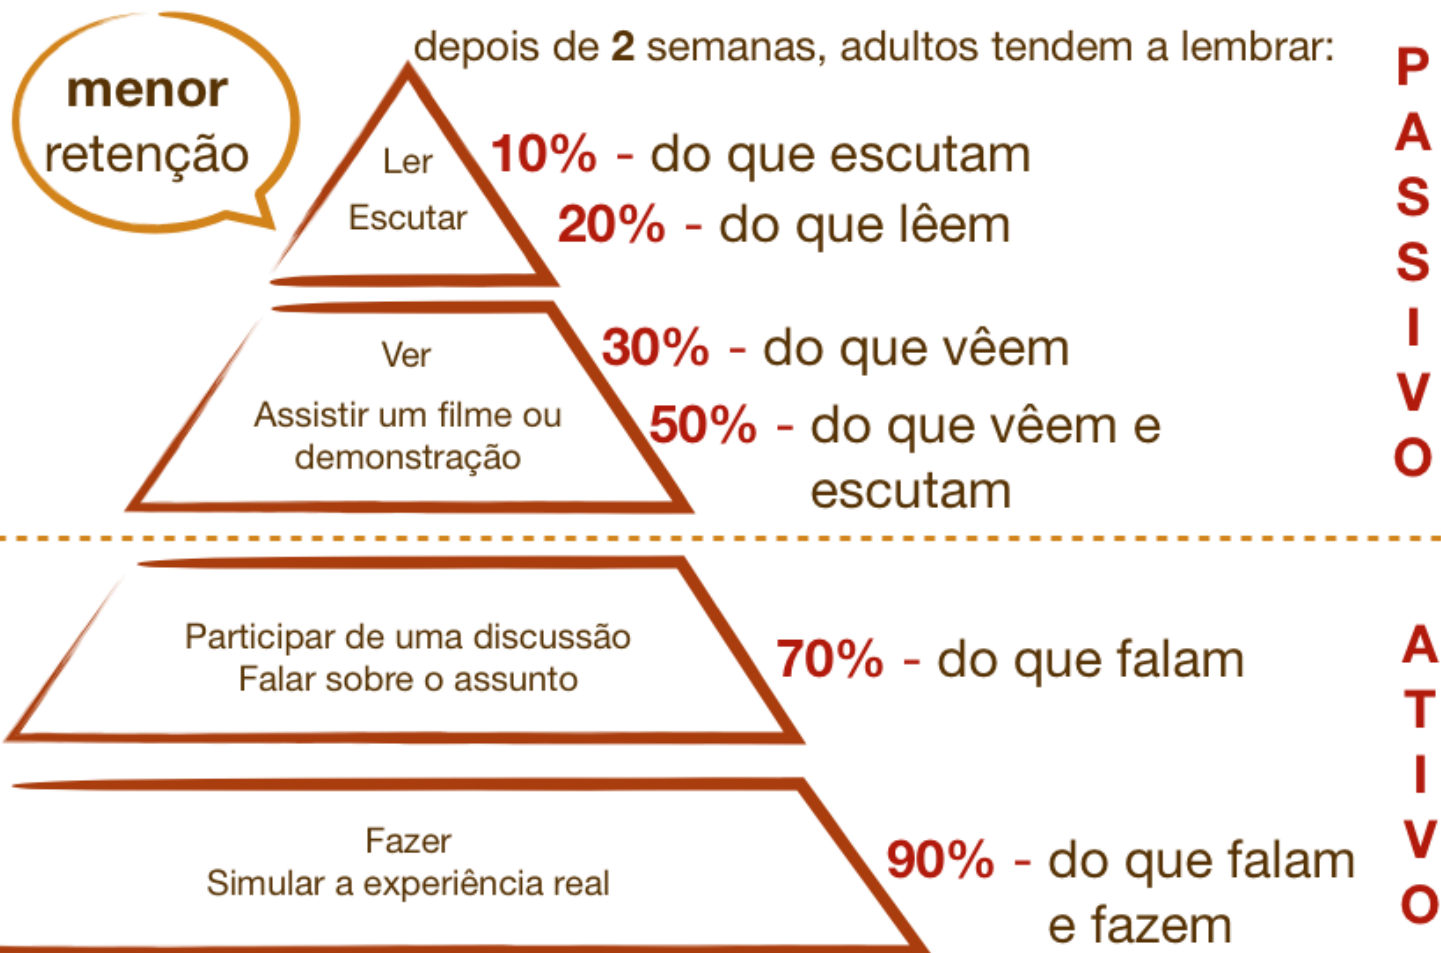 depois de 2 semanas, adultos tendem a lembrar:
menor
retenção
Ler
Escutar
10% - do que escutam
20% - do que lêem
Ver
Assistir um filme ou
demonstração
30% - do que vêem
50% - do que vêem e
escutam
PASSIVO
Participar de uma discussão
Falar sobre o assunto
70% - do que falam
Fazer
Simular a experiência real
90% - do que falam
e fazem
ATIVO